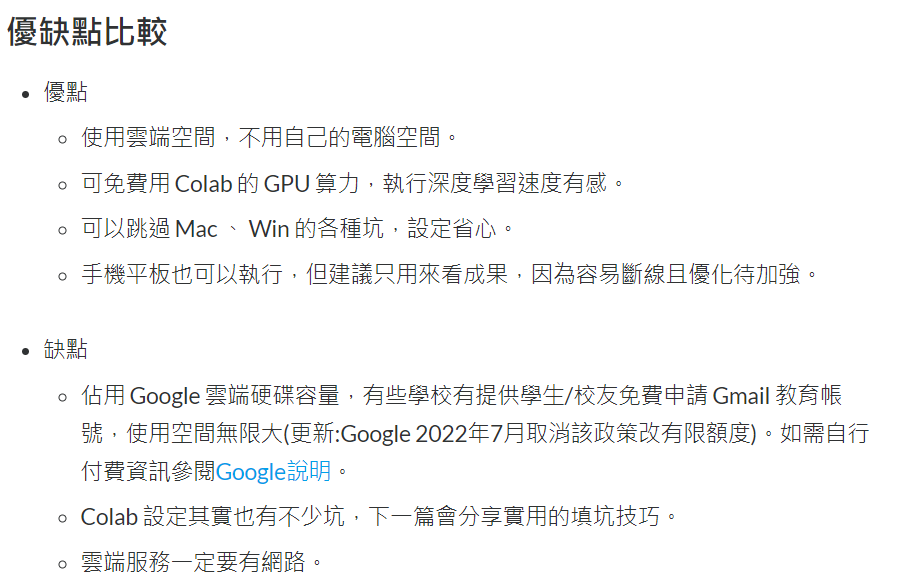 優缺點比較
優點
使用雲端空間，不用自己的電腦空間。
可免費用 Colab 的 GPU 算力，執行深度學習速度有感。
可以跳過 Mac 、 Win 的各種坑，設定省心。
手機平板也可以執行，但建議只用來看成果，因為容易斷線且優化待加強。
缺點
佔用 Google 雲端硬碟容量，有些學校有提供學生/校友免費申請 Gmail 教育帳
號，使用空間無限大(更新:Google 2022年7月取消該政策改有限額度)。如需自行
付費資訊參閱Google說明。
Colab 設定其實也有不少坑，下一篇會分享實用的填坑技巧。
雲端服務一定要有網路。